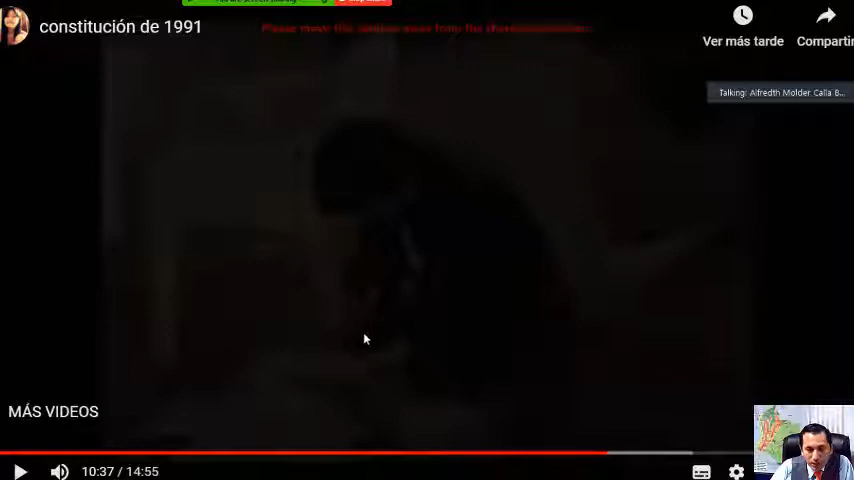 constitución de 1991
Ver más tarde
Compartir
Talking: Alfredth Molder Calla B...
MÁS VIDEOS
10:37 / 14:55